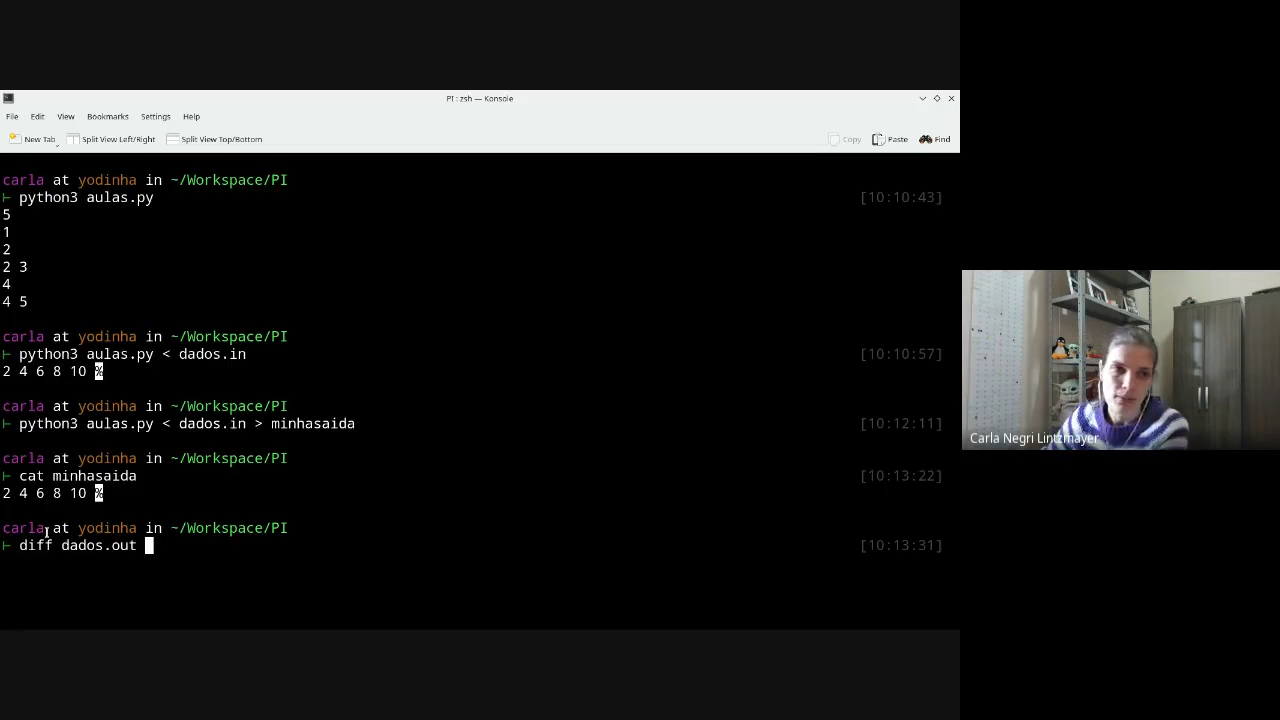 PI : zsh — Konsole
File Edit View Bookmarks Settings Help
New Tab Split View Left/Right Split View Top/Bottom Copy Paste Find
carla at yodinha in ~/Workspace/PI
⊢ python3 aulas.py [10:10:43]
5
1
2
2 3
4
4 5
carla at yodinha in ~/Workspace/PI
⊢ python3 aulas.py < dados.in [10:10:57]
2 4 6 8 10 %
carla at yodinha in ~/Workspace/PI
⊢ python3 aulas.py < dados.in > minhasaida [10:12:11]
carla at yodinha in ~/Workspace/PI
⊢ cat minhasaida [10:13:22]
2 4 6 8 10 %
carla at yodinha in ~/Workspace/PI
⊢ diff dados.out [10:13:31]
Carla Negri Lintzmayer